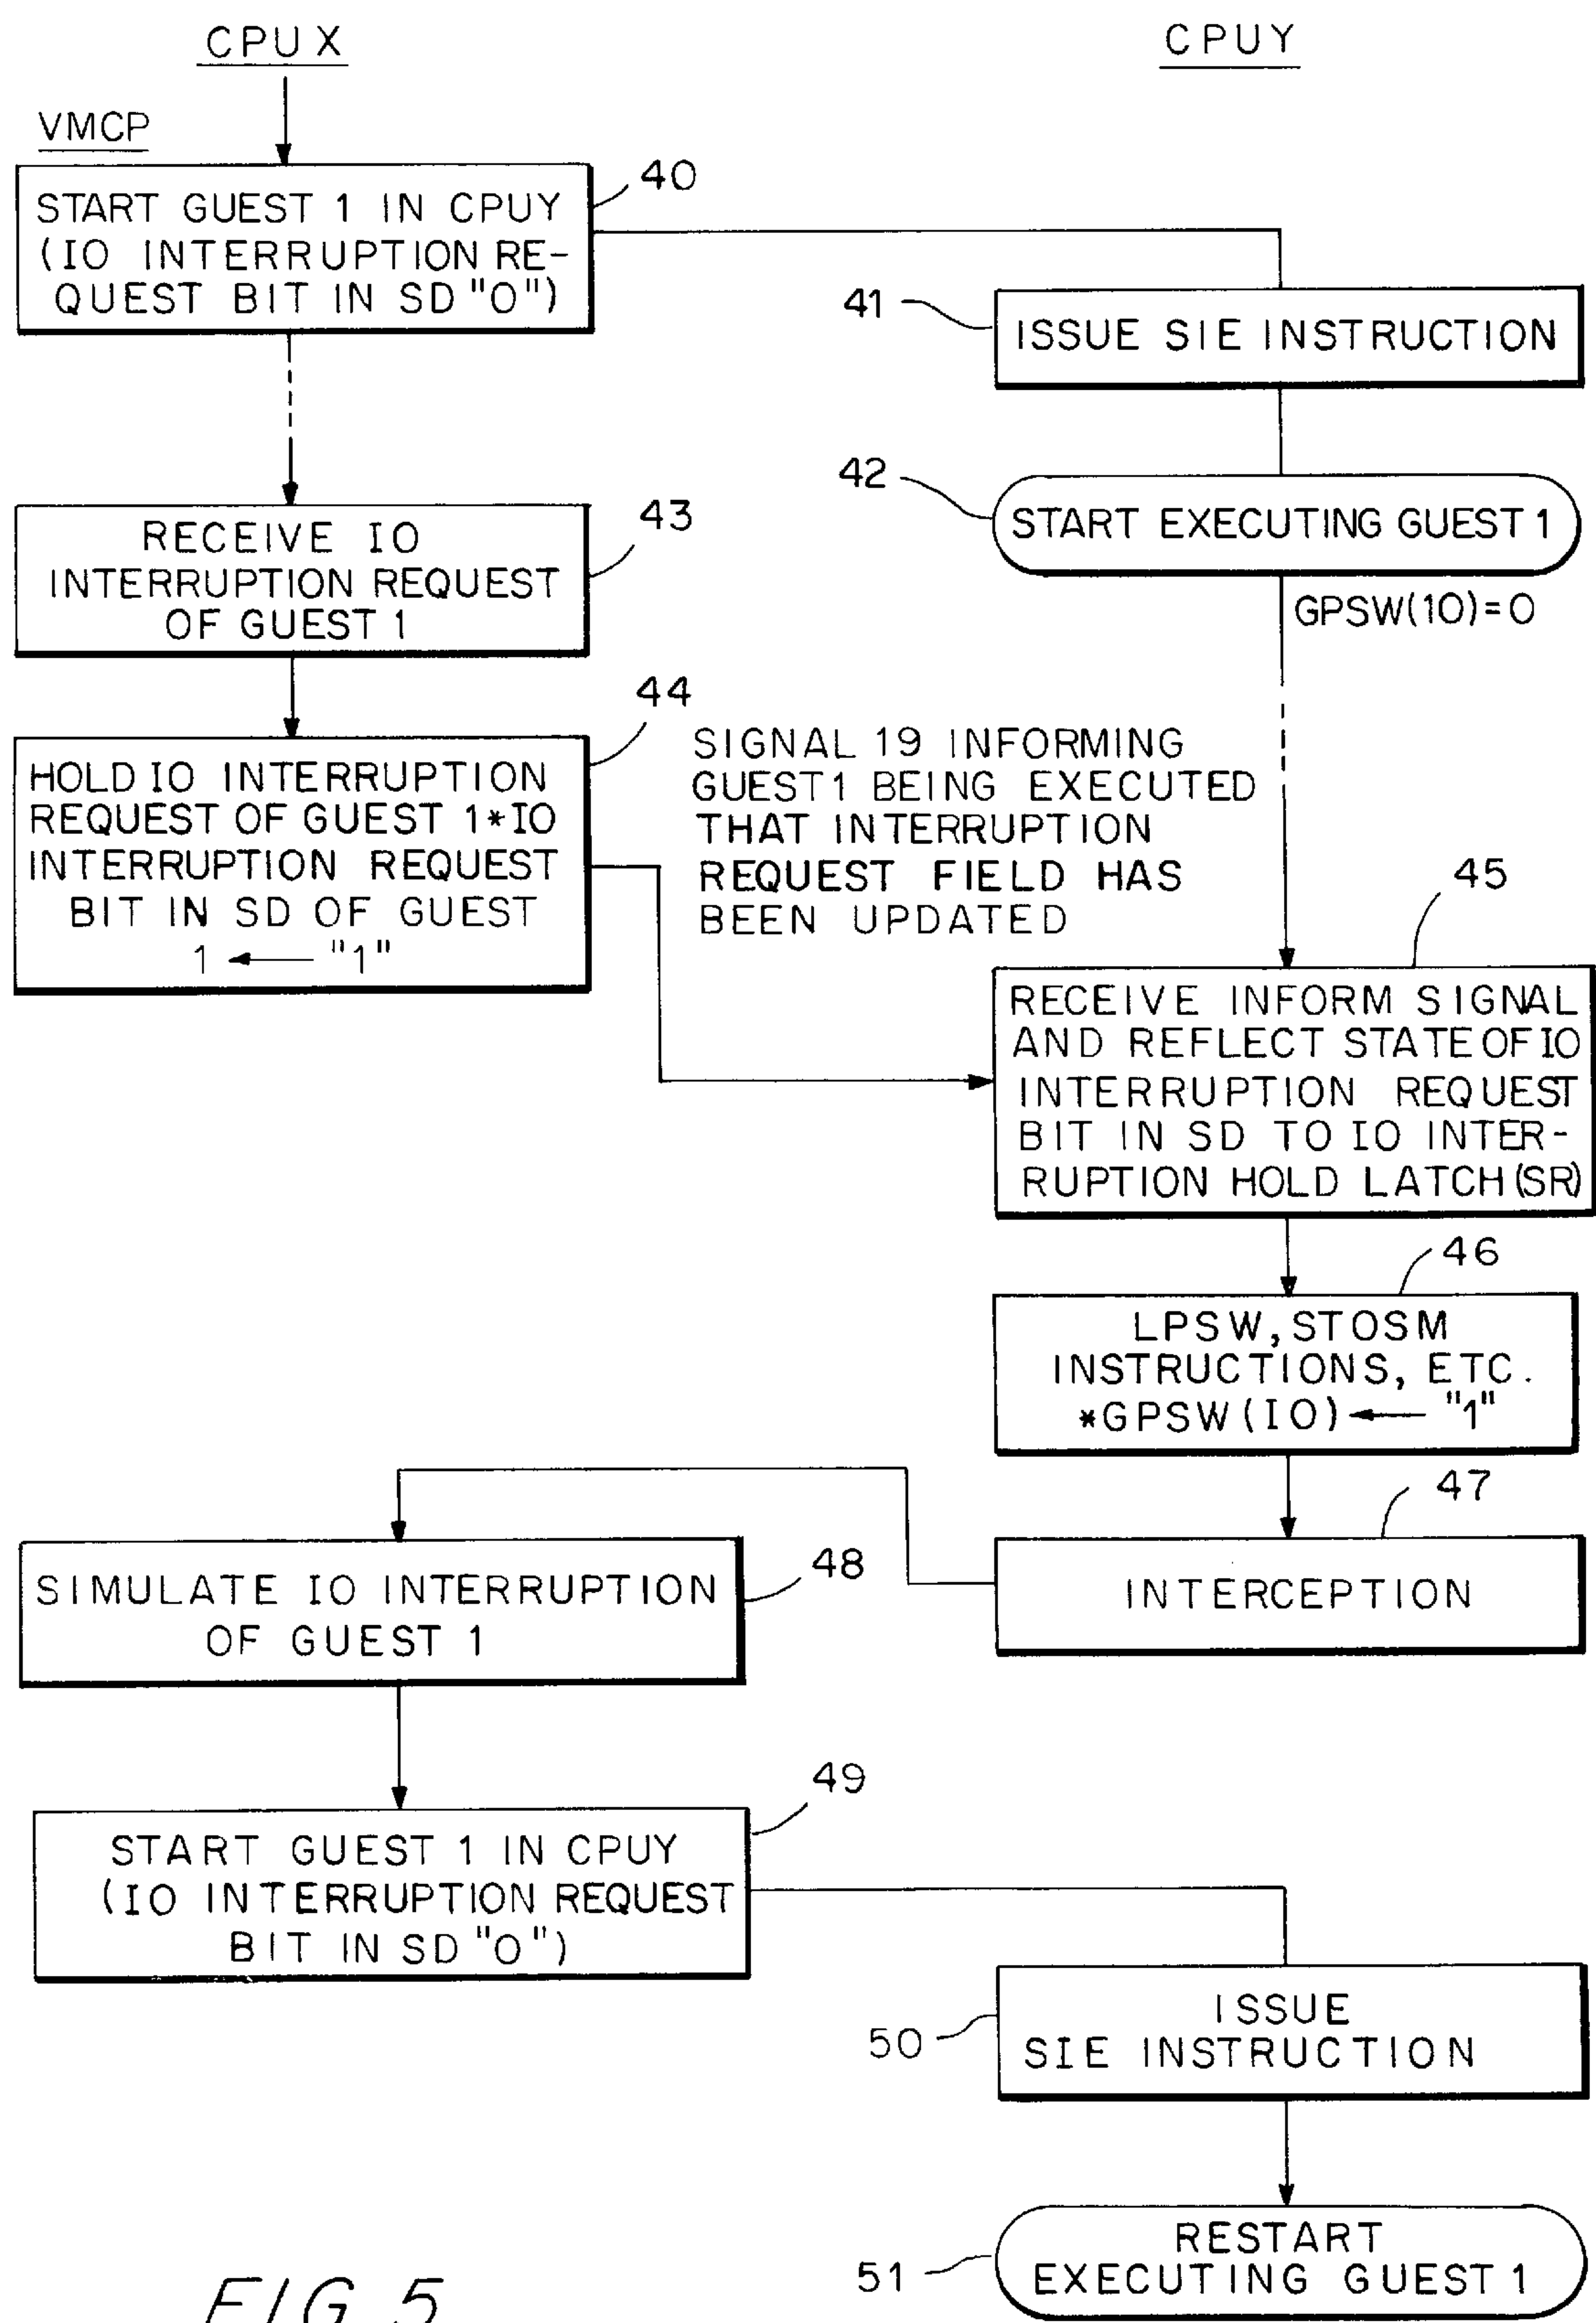 CPU X
CPUY
VMCP
40
START GUEST 1 IN CPUY
(IO INTERRUPTION RE-
QUEST BIT IN SD "0")
41
ISSUE SIE INSTRUCTION
42
START EXECUTING GUEST 1
GPSW(10)=0
43
RECEIVE IO
INTERRUPTION REQUEST
OF GUEST 1
44
HOLD IO INTERRUPTION
REQUEST OF GUEST 1*IO
INTERRUPTION REQUEST
BIT IN SD OF GUEST
1 ← "1"
SIGNAL 19 INFORMING
GUEST1 BEING EXECUTED
THAT INTERRUPTION
REQUEST FIELD HAS
BEEN UPDATED
45
RECEIVE INFORM SIGNAL
AND REFLECT STATE OF IO
INTERRUPTION REQUEST
BIT IN SD TO IO INTER-
RUPTION HOLD LATCH (SR)
46
LPSW, STOSM
INSTRUCTIONS, ETC.
*GPSW(IO) ← "1"
47
INTERCEPTION
48
SIMULATE IO INTERRUPTION
OF GUEST 1
49
START GUEST 1 IN CPUY
(IO INTERRUPTION REQUEST
BIT IN SD "0")
50
ISSUE
SIE INSTRUCTION
51
RESTART
EXECUTING GUEST 1
FIG. 5